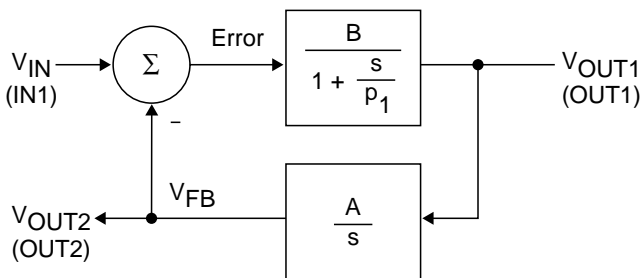 Error
V_IN
(IN1)
Σ
B
1 + s
p_1
V_OUT1
(OUT1)
–
V_FB
V_OUT2
(OUT2)
A
s